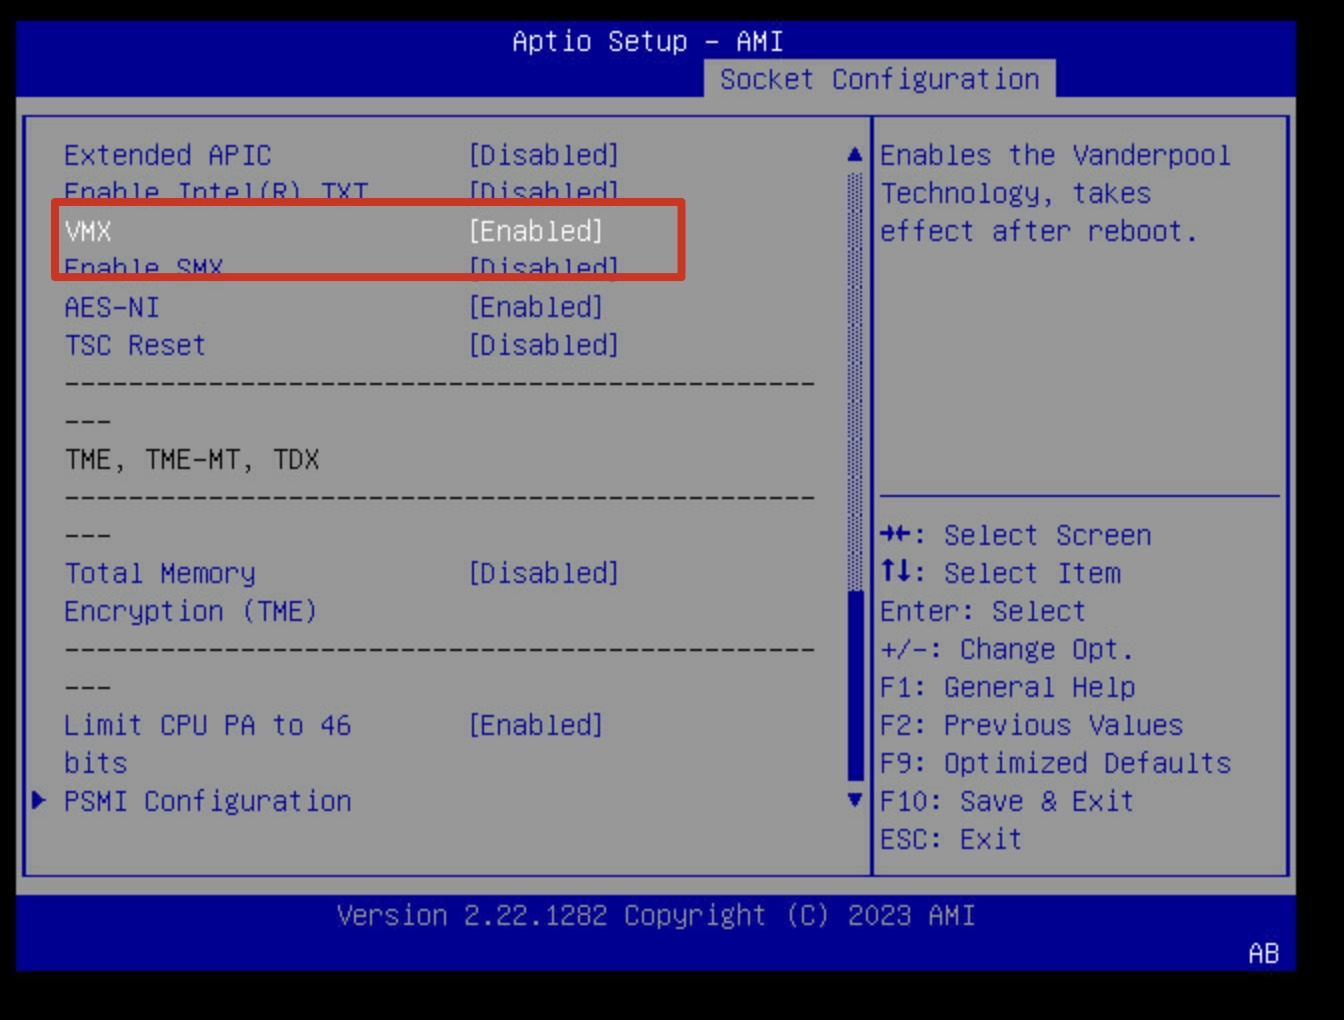 Aptio Setup – AMI
Socket Configuration
Extended APIC [Disabled]
Enable Intel(R) TXT [Disabled]
VMX [Enabled]
Enable SMX [Disabled]
AES-NI [Enabled]
TSC Reset [Disabled]
-----------------------------------------------
---
TME, TME-MT, TDX
-----------------------------------------------
---
Total Memory [Disabled]
Encryption (TME)
-----------------------------------------------
---
Limit CPU PA to 46 [Enabled]
bits
PSMI Configuration
Enables the Vanderpool
Technology, takes
effect after reboot.
→←: Select Screen
↑↓: Select Item
Enter: Select
+/-: Change Opt.
F1: General Help
F2: Previous Values
F9: Optimized Defaults
F10: Save & Exit
ESC: Exit
Version 2.22.1282 Copyright (C) 2023 AMI
AB